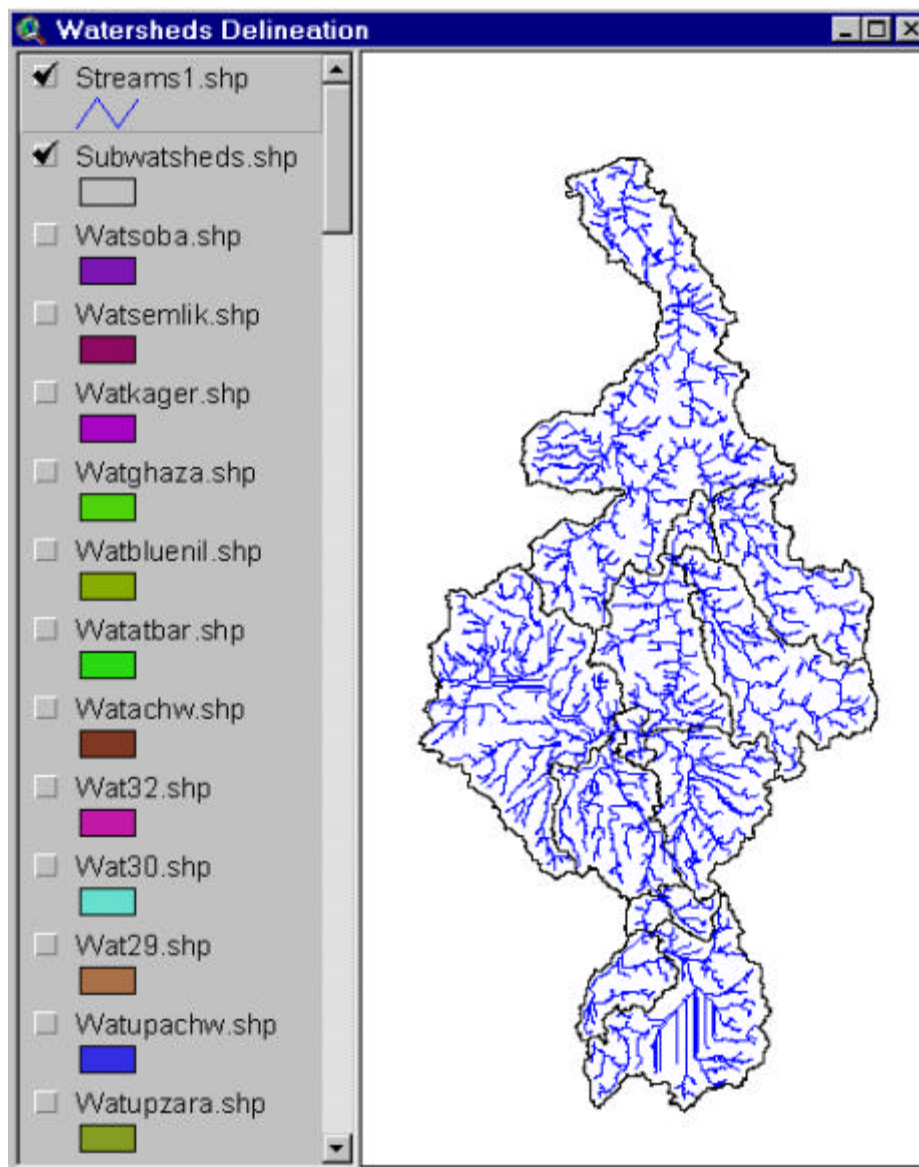 Watersheds Delineation
Streams1.shp
Subwatsheds.shp
Watsoba.shp
Watsemlik.shp
Watkager.shp
Watghaza.shp
Watbluenil.shp
Watatbar.shp
Watachw.shp
Wat32.shp
Wat30.shp
Wat29.shp
Watupachw.shp
Watupzara.shp